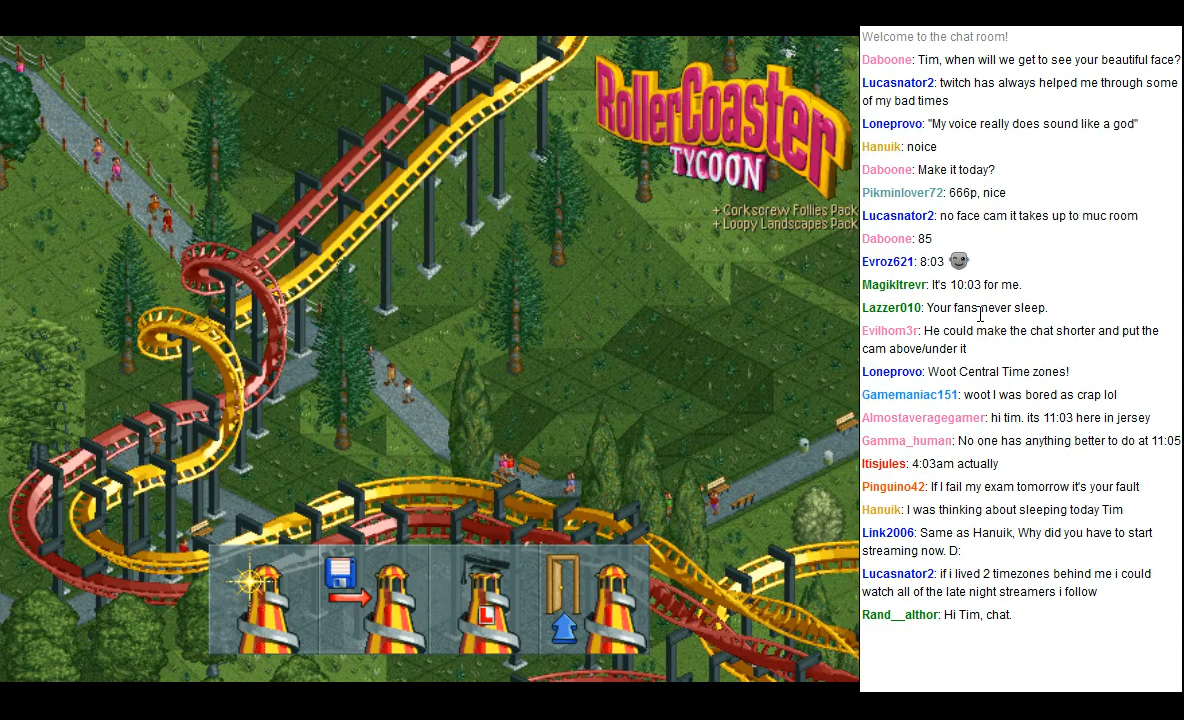 RollerCoaster
TYCOON
+ Corkscrew Follies Pack
+ Loopy Landscapes Pack
L
Welcome to the chat room!
Daboone: Tim, when will we get to see your beautiful face?
Lucasnator2: twitch has always helped me through some
of my bad times
Loneprovo: "My voice really does sound like a god"
Hanuik: noice
Daboone: Make it today?
Pikminlover72: 666p, nice
Lucasnator2: no face cam it takes up to muc room
Daboone: 85
Evroz621: 8:03
Magikltrevr: It's 10:03 for me.
Lazzer010: Your fans never sleep.
Evilhom3r: He could make the chat shorter and put the
cam above/under it
Loneprovo: Woot Central Time zones!
Gamemaniac151: woot I was bored as crap lol
Almostaveragegamer: hi tim. its 11:03 here in jersey
Gamma_human: No one has anything better to do at 11:05
Itisjules: 4:03am actually
Pinguino42: If I fail my exam tomorrow it's your fault
Hanuik: I was thinking about sleeping today Tim
Link2006: Same as Hanuik, Why did you have to start
streaming now. D:
Lucasnator2: if i lived 2 timezones behind me i could
watch all of the late night streamers i follow
Rand__althor: Hi Tim, chat.